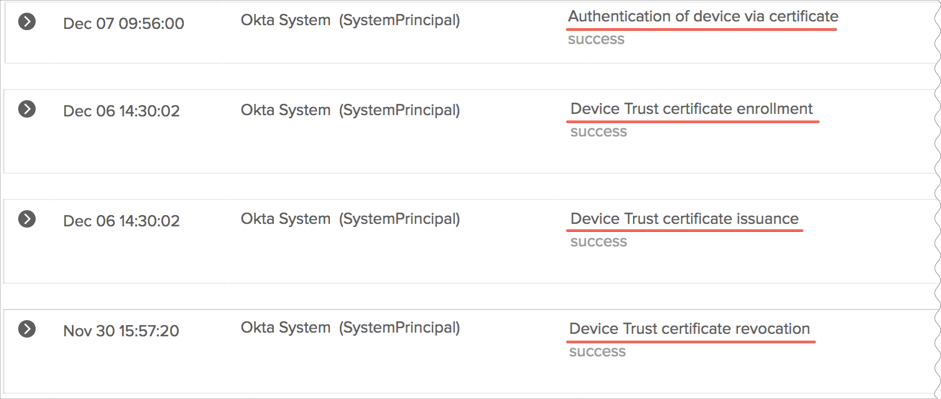 Dec 07 09:56:00 Okta System (SystemPrincipal) Authentication of device via certificate
success
Dec 06 14:30:02 Okta System (SystemPrincipal) Device Trust certificate enrollment
success
Dec 06 14:30:02 Okta System (SystemPrincipal) Device Trust certificate issuance
success
Nov 30 15:57:20 Okta System (SystemPrincipal) Device Trust certificate revocation
success